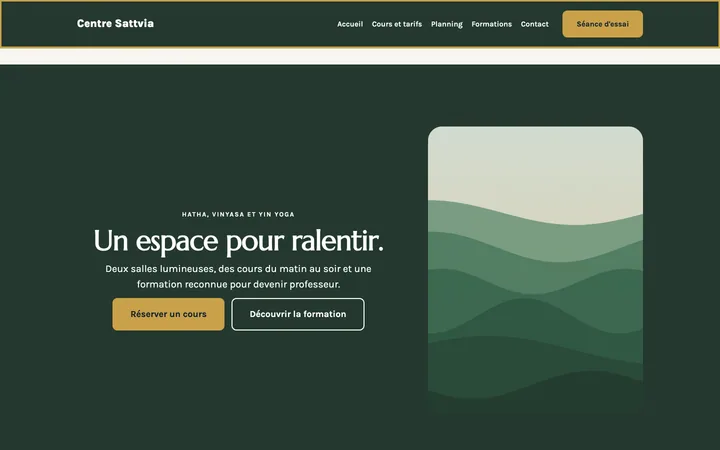 Centre Sattvia
Accueil Cours et tarifs Planning Formations Contact Séance d'essai
HATHA, VINYASA ET YIN YOGA
Un espace pour ralentir.
Deux salles lumineuses, des cours du matin au soir et une
formation reconnue pour devenir professeur.
Réserver un cours Découvrir la formation